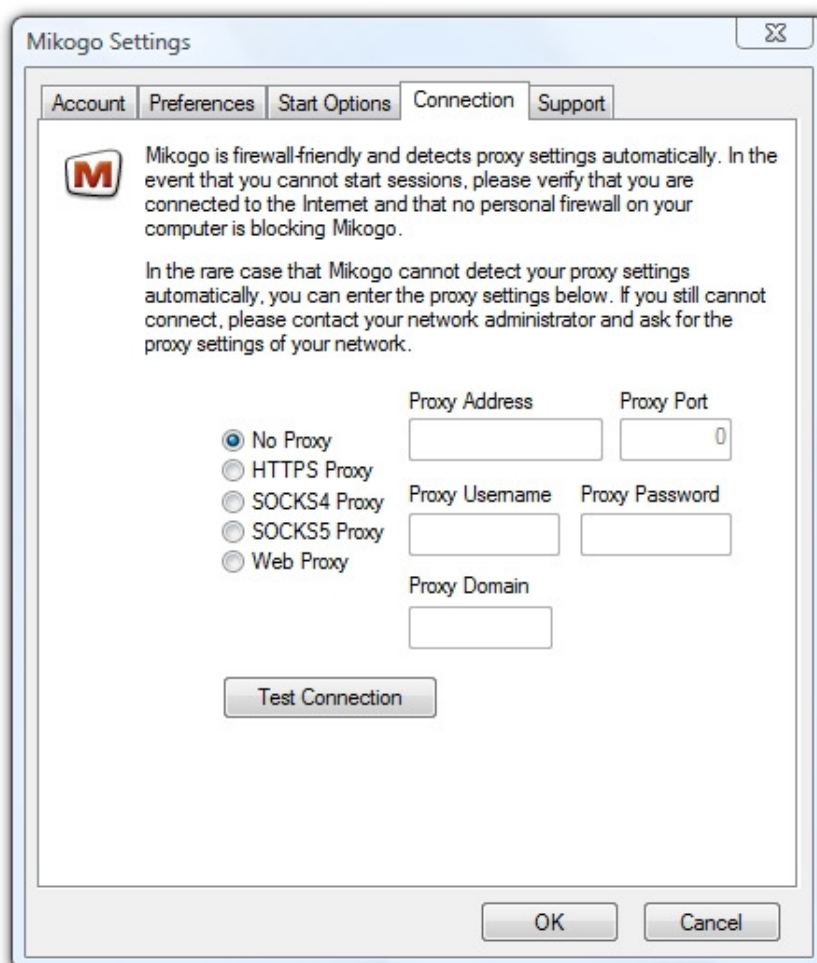 Mikogo Settings
Account Preferences Start Options Connection Support
M
Mikogo is firewall-friendly and detects proxy settings automatically. In the
event that you cannot start sessions, please verify that you are
connected to the Internet and that no personal firewall on your
computer is blocking Mikogo.
In the rare case that Mikogo cannot detect your proxy settings
automatically, you can enter the proxy settings below. If you still cannot
connect, please contact your network administrator and ask for the
proxy settings of your network.
No Proxy
HTTPS Proxy
SOCKS4 Proxy
SOCKS5 Proxy
Web Proxy
Proxy Address Proxy Port
0
Proxy Username Proxy Password
Proxy Domain
Test Connection
OK Cancel